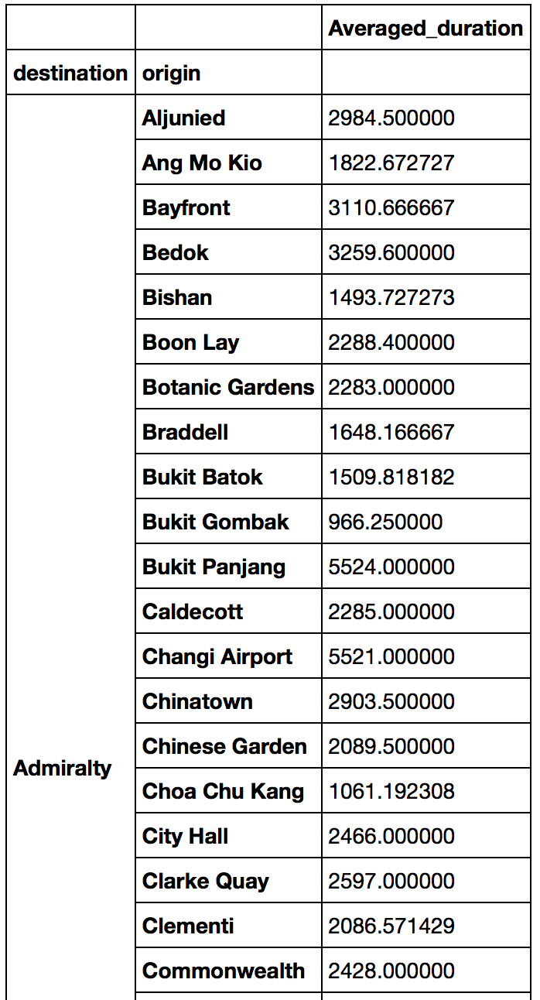 Averaged_duration
destination origin
Aljunied 2984.500000
Ang Mo Kio 1822.672727
Bayfront 3110.666667
Bedok 3259.600000
Bishan 1493.727273
Boon Lay 2288.400000
Botanic Gardens 2283.000000
Braddell 1648.166667
Bukit Batok 1509.818182
Bukit Gombak 966.250000
Bukit Panjang 5524.000000
Caldecott 2285.000000
Changi Airport 5521.000000
Chinatown 2903.500000
Chinese Garden 2089.500000
Admiralty
Choa Chu Kang 1061.192308
City Hall 2466.000000
Clarke Quay 2597.000000
Clementi 2086.571429
Commonwealth 2428.000000